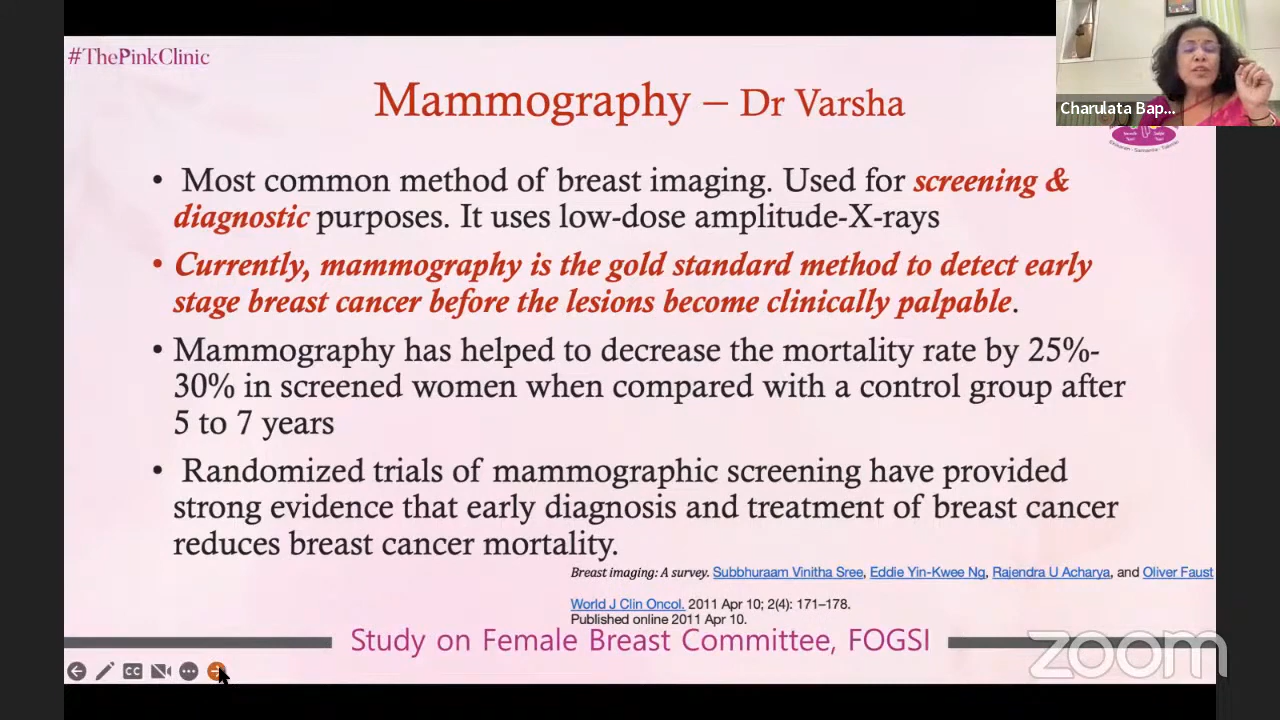 #ThePinkClinic
Mammography – Dr Varsha
Charulata Bap...
• Most common method of breast imaging. Used for screening &
diagnostic purposes. It uses low-dose amplitude-X-rays
• Currently, mammography is the gold standard method to detect early
stage breast cancer before the lesions become clinically palpable.
• Mammography has helped to decrease the mortality rate by 25%-
30% in screened women when compared with a control group after
5 to 7 years
• Randomized trials of mammographic screening have provided
strong evidence that early diagnosis and treatment of breast cancer
reduces breast cancer mortality.
Breast imaging: A survey. Subbhuraam Vinitha Sree, Eddie Yin-Kwee Ng, Rajendra U Acharya, and Oliver Faust
World J Clin Oncol. 2011 Apr 10; 2(4): 171–178.
Published online 2011 Apr 10.
Study on Female Breast Committee, FOGSI
zoom
CC